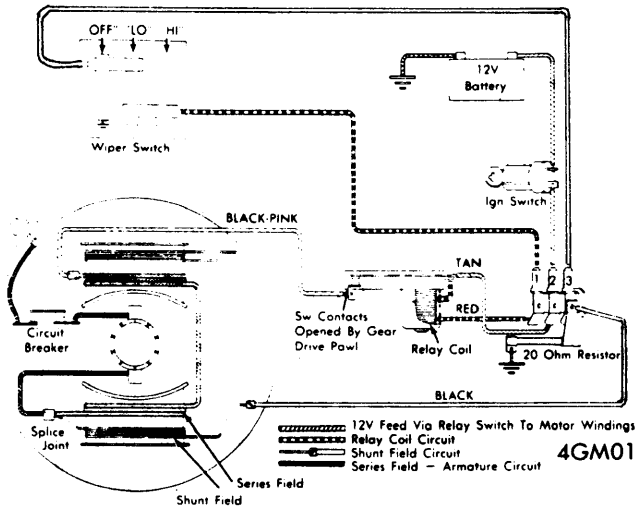 OFF" "LO" HI"
12V
Battery
Wiper Switch
Ign Switch
BLACK-PINK
TAN
1 2 3
RED
Sw Contacts
Opened By Gear
Drive Pawl
Relay Coil
20 Ohm Resistor
Circuit
Breaker
BLACK
12V Feed Via Relay Switch To Motor Windings
Relay Coil Circuit
Shunt Field Circuit
Series Field — Armature Circuit
4GM01
Splice
Joint
Series Field
Shunt Field